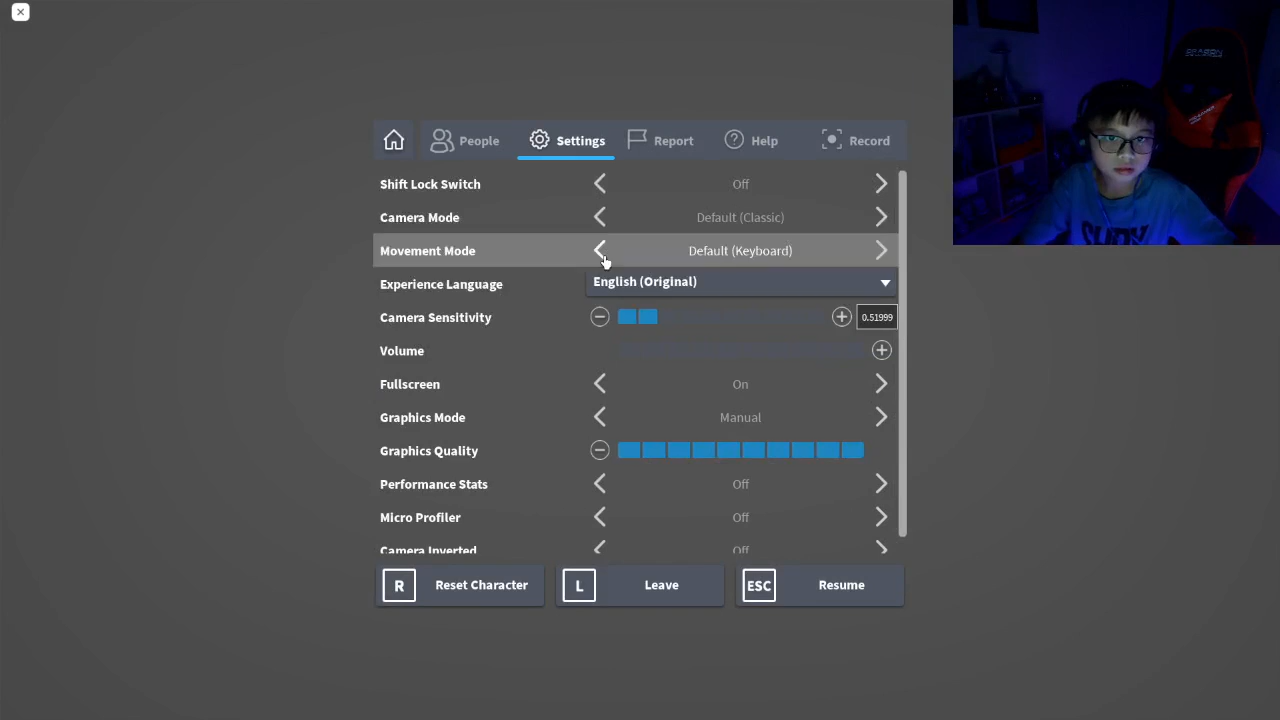 People
Settings
Report
Help
Record
Shift Lock Switch Off
Camera Mode Default (Classic)
Movement Mode Default (Keyboard)
Experience Language English (Original)
Camera Sensitivity 0.51999
Volume
Fullscreen On
Graphics Mode Manual
Graphics Quality
Performance Stats Off
Micro Profiler Off
Camera Inverted Off
R Reset Character
L Leave
ESC Resume